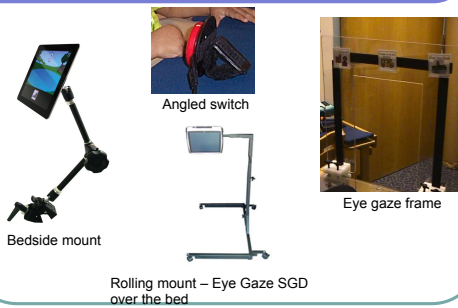 Angled switch
Eye gaze frame
Bedside mount
Rolling mount – Eye Gaze SGD
over the bed